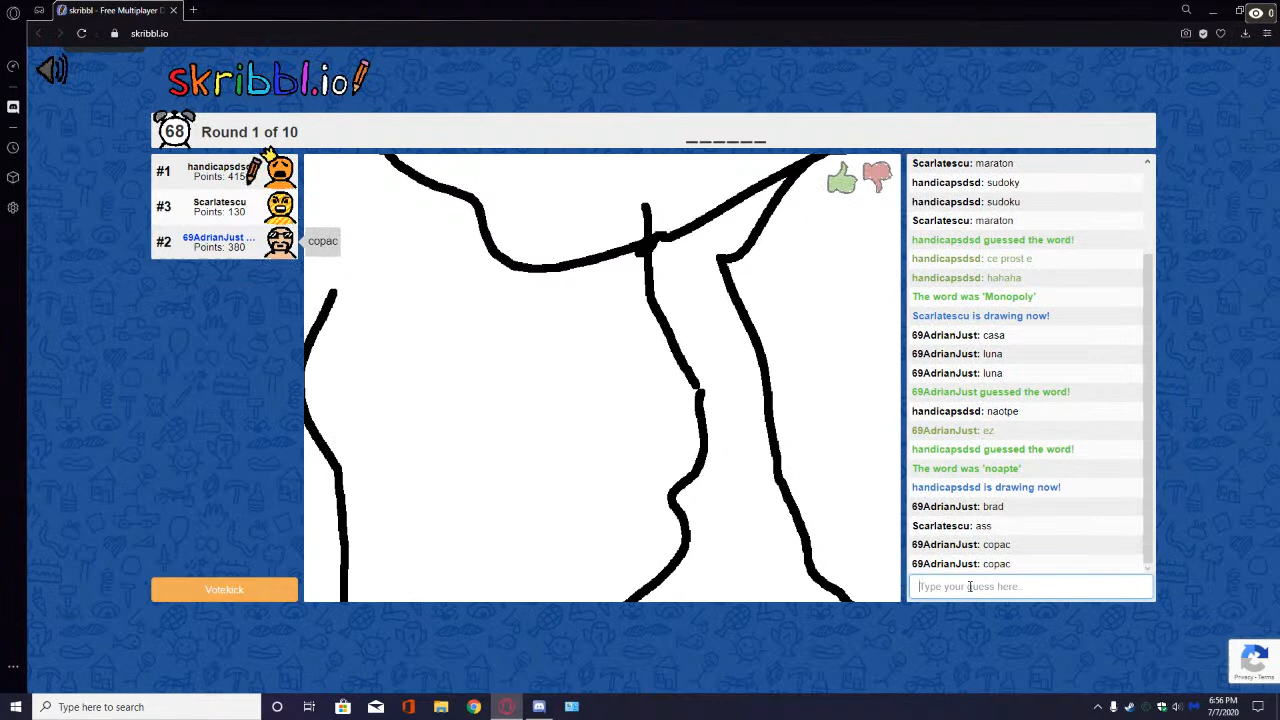 skribbl - Free Multiplayer D
0
skribbl.io
skribbl.io
68
Round 1 of 10
______
#1
handicapsdsd
Points: 415
#3
Scarlatescu
Points: 130
#2
69AdrianJust ...
Points: 380
copac
Scarlatescu: maraton
handicapsdsd: sudoky
handicapsdsd: sudoku
Scarlatescu: maraton
handicapsdsd guessed the word!
handicapsdsd: ce prost e
handicapsdsd: hahaha
The word was 'Monopoly'
Scarlatescu is drawing now!
69AdrianJust: casa
69AdrianJust: luna
69AdrianJust: luna
69AdrianJust guessed the word!
handicapsdsd: naotpe
69AdrianJust: ez
handicapsdsd guessed the word!
The word was 'noapte'
handicapsdsd is drawing now!
69AdrianJust: brad
Scarlatescu: ass
69AdrianJust: copac
69AdrianJust: copac
Type your guess here..
Votekick
Privacy - Terms
Type here to search
6:56 PM
7/7/2020